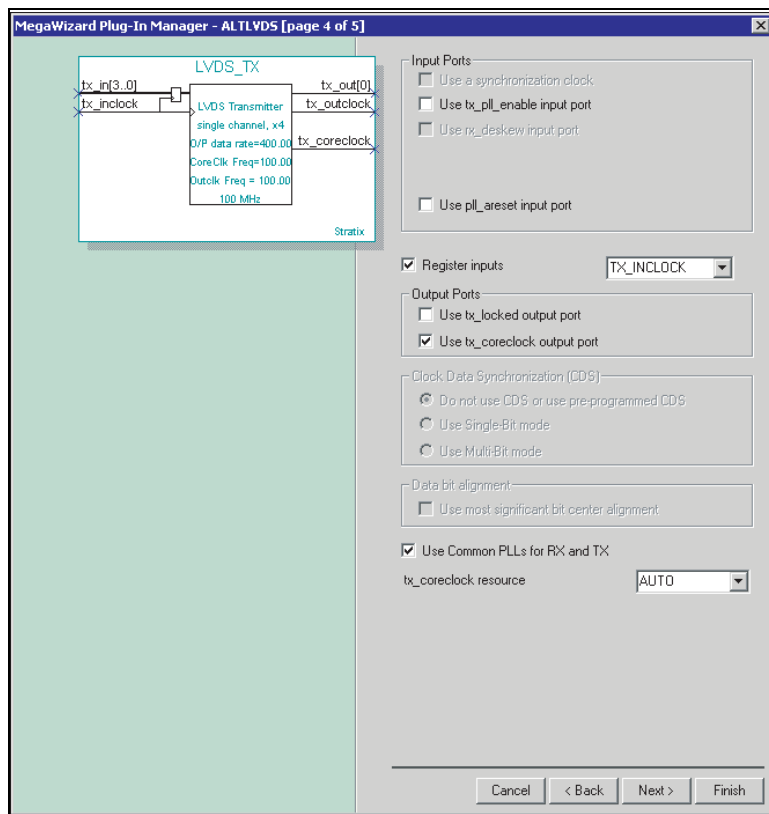 MegaWizard Plug-In Manager - ALTLVDS [page 4 of 5]
LVDS_TX
tx_in[3..0]
tx_inclock
tx_out[0]
tx_outclock
tx_coreclock
LVDS Transmitter
single channel, x4
O/P data rate=400.00
CoreClk Freq=100.00
Outclk Freq = 100.00
100 MHz
Stratix
Input Ports
Use a synchronization clock
Use tx_pll_enable input port
Use rx_deskew input port
Use pll_areset input port
Register inputs
TX_INCLOCK
Output Ports
Use tx_locked output port
Use tx_coreclock output port
Clock Data Synchronization (CDS)
Do not use CDS or use pre-programmed CDS
Use Single-Bit mode
Use Multi-Bit mode
Data bit alignment
Use most significant bit center alignment
Use Common PLLs for RX and TX
tx_coreclock resource
AUTO
Cancel
< Back
Next >
Finish